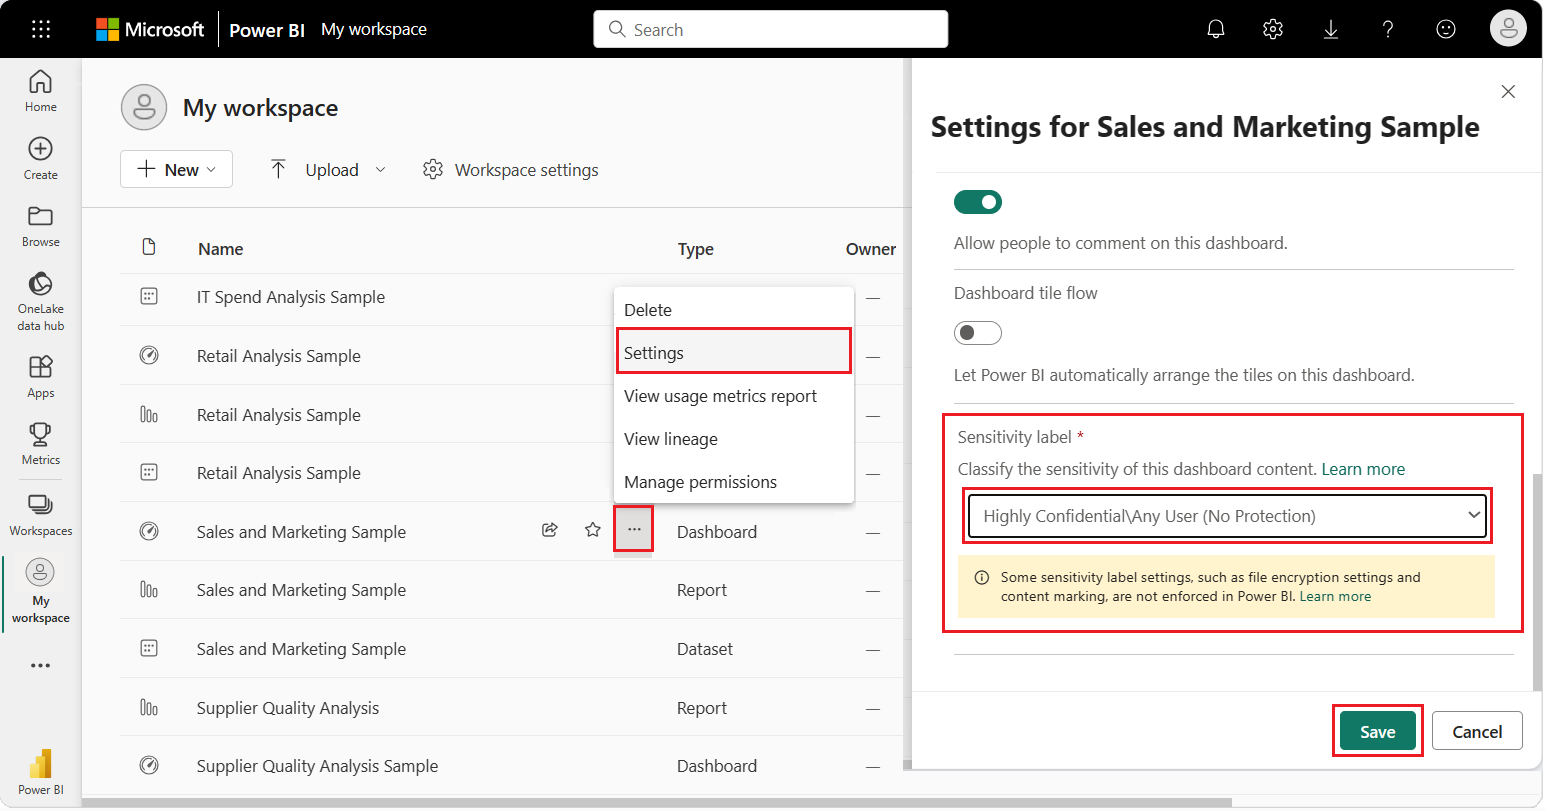 Microsoft Power BI My workspace
Search
Home
Create
Browse
OneLake
data hub
Apps
Metrics
Workspaces
My
workspace
Power BI
My workspace
New
Upload
Workspace settings
Name Type Owner
IT Spend Analysis Sample —
Retail Analysis Sample —
Retail Analysis Sample —
Retail Analysis Sample —
Sales and Marketing Sample Dashboard —
Sales and Marketing Sample Report —
Sales and Marketing Sample Dataset —
Supplier Quality Analysis Report —
Supplier Quality Analysis Sample Dashboard —
Delete
Settings
View usage metrics report
View lineage
Manage permissions
Settings for Sales and Marketing Sample
Allow people to comment on this dashboard.
Dashboard tile flow
Let Power BI automatically arrange the tiles on this dashboard.
Sensitivity label *
Classify the sensitivity of this dashboard content. Learn more
Highly Confidential\Any User (No Protection)
Some sensitivity label settings, such as file encryption settings and
content marking, are not enforced in Power BI. Learn more
Save
Cancel